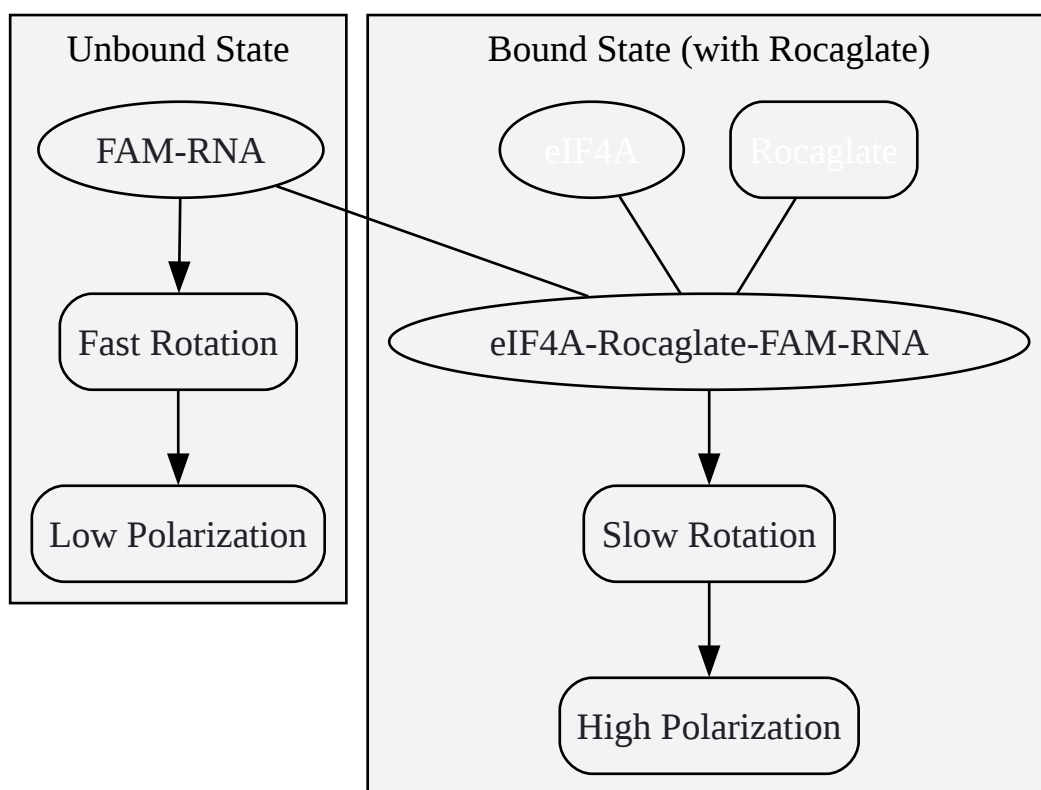 Unbound State
Bound State (with Rocaglate)
FAM-RNA
eIF4A
Rocaglate
Fast Rotation
eIF4A-Rocaglate-FAM-RNA
Low Polarization
Slow Rotation
High Polarization